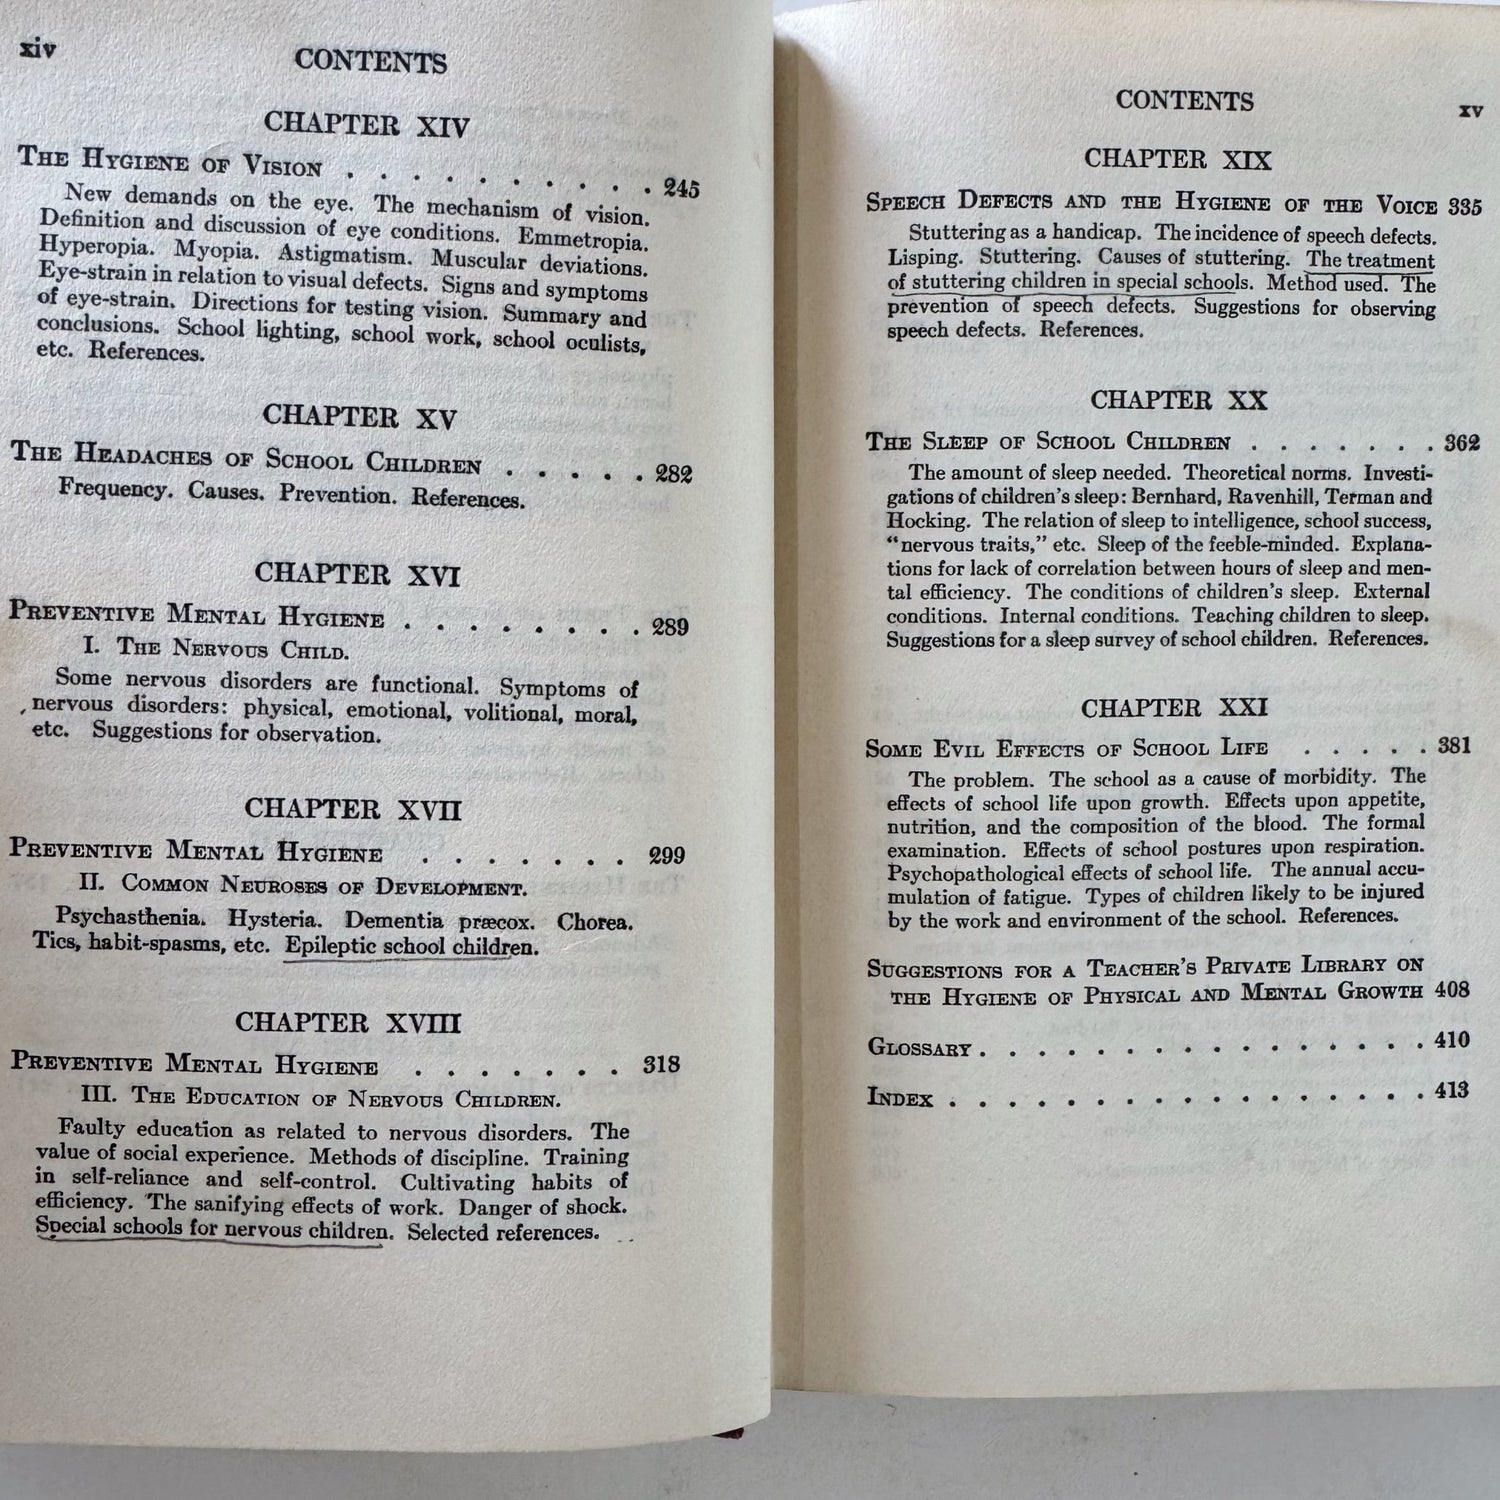 xiv
CONTENTS
CHAPTER XIV
THE HYGIENE OF VISION . . . . . . . . . . 245
New demands on the eye. The mechanism of vision.
Definition and discussion of eye conditions. Emmetropia.
Hyperopia. Myopia. Astigmatism. Muscular deviations.
Eye-strain in relation to visual defects. Signs and symptoms
of eye-strain. Directions for testing vision. Summary and
conclusions. School lighting, school work, school oculists,
etc. References.
CHAPTER XV
THE HEADACHES OF SCHOOL CHILDREN . . . . . 282
Frequency. Causes. Prevention. References.
CHAPTER XVI
PREVENTIVE MENTAL HYGIENE . . . . . . . . 289
I. THE NERVOUS CHILD.
Some nervous disorders are functional. Symptoms of
nervous disorders: physical, emotional, volitional, moral,
etc. Suggestions for observation.
CHAPTER XVII
PREVENTIVE MENTAL HYGIENE . . . . . . . 299
II. COMMON NEUROSES OF DEVELOPMENT.
Psychasthenia. Hysteria. Dementia præcox. Chorea.
Tics, habit-spasms, etc. Epileptic school children.
CHAPTER XVIII
PREVENTIVE MENTAL HYGIENE . . . . . . . 318
III. THE EDUCATION OF NERVOUS CHILDREN.
Faulty education as related to nervous disorders. The
value of social experience. Methods of discipline. Training
in self-reliance and self-control. Cultivating habits of
efficiency. The sanifying effects of work. Danger of shock.
Special schools for nervous children. Selected references.
CONTENTS
xv
CHAPTER XIX
SPEECH DEFECTS AND THE HYGIENE OF THE VOICE 335
Stuttering as a handicap. The incidence of speech defects.
Lisping. Stuttering. Causes of stuttering. The treatment
of stuttering children in special schools. Method used. The
prevention of speech defects. Suggestions for observing
speech defects. References.
CHAPTER XX
THE SLEEP OF SCHOOL CHILDREN . . . . . . . 362
The amount of sleep needed. Theoretical norms. Investi-
gations of children's sleep: Bernhard, Ravenhill, Terman and
Hocking. The relation of sleep to intelligence, school success,
"nervous traits," etc. Sleep of the feeble-minded. Explana-
tions for lack of correlation between hours of sleep and men-
tal efficiency. The conditions of children's sleep. External
conditions. Internal conditions. Teaching children to sleep.
Suggestions for a sleep survey of school children. References.
CHAPTER XXI
SOME EVIL EFFECTS OF SCHOOL LIFE . . . . . 381
The problem. The school as a cause of morbidity. The
effects of school life upon growth. Effects upon appetite,
nutrition, and the composition of the blood. The formal
examination. Effects of school postures upon respiration.
Psychopathological effects of school life. The annual accu-
mulation of fatigue. Types of children likely to be injured
by the work and environment of the school. References.
SUGGESTIONS FOR A TEACHER'S PRIVATE LIBRARY ON
THE HYGIENE OF PHYSICAL AND MENTAL GROWTH 408
GLOSSARY . . . . . . . . . . . . . . . . 410
INDEX . . . . . . . . . . . . . . . . . 413